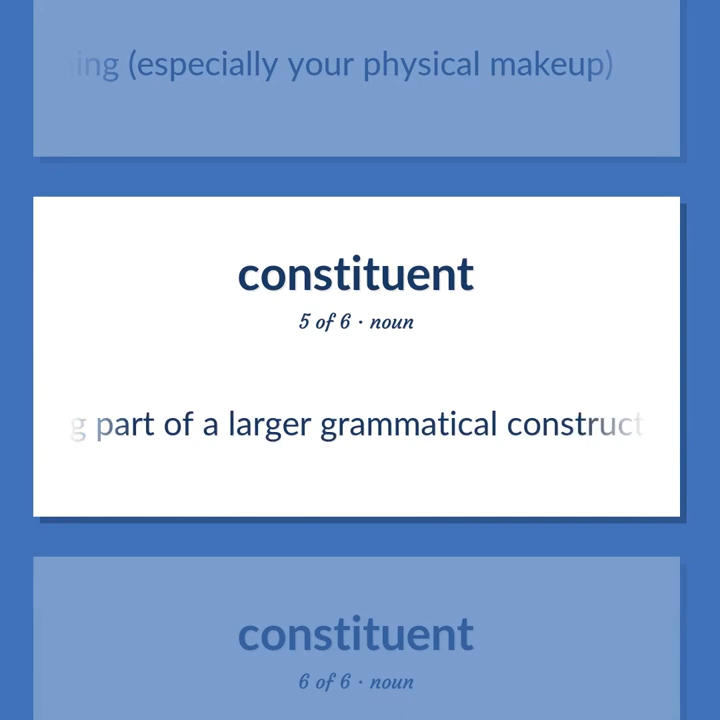 (especially your physical makeup)
constituent
5 of 6 · noun
part of a larger grammatical construct
constituent
6 of 6 · noun